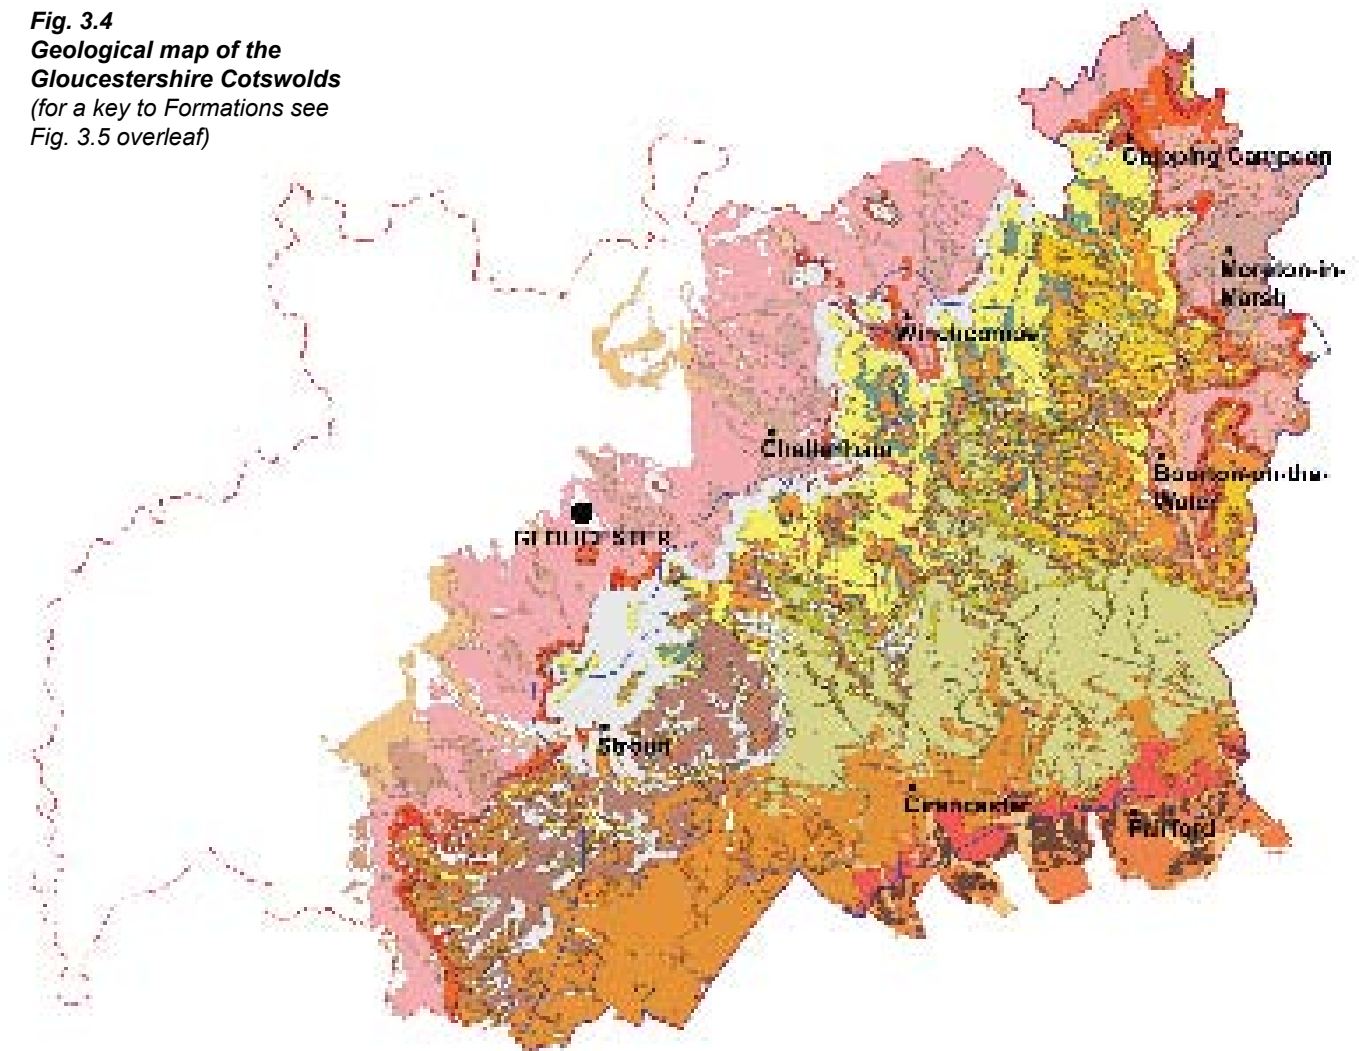 Fig. 3.4
Geological map of the
Gloucestershire Cotswolds
(for a key to Formations see
Fig. 3.5 overleaf)
Chipping Campden
Moreton-in-
Marsh
Winchcombe
Cheltenham
Bourton-on-the-
Water
GLOUCESTER
Stroud
Cirencester
Fairford